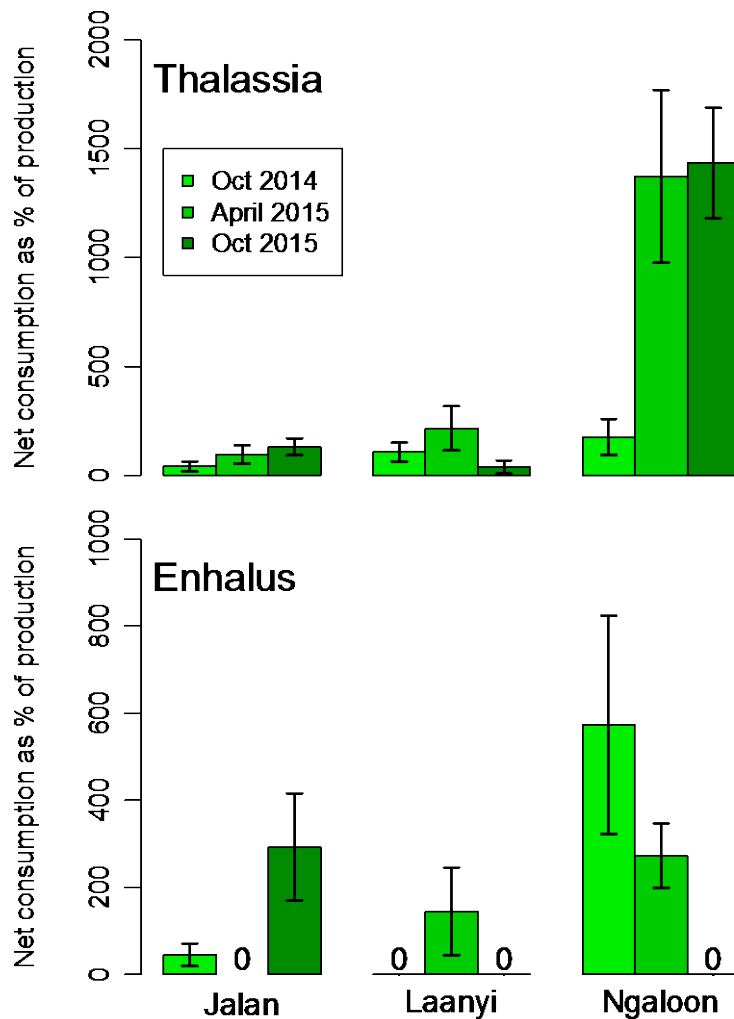 Net consumption as % of production
2000
1500
1000
500
0
Thalassia
Oct 2014
April 2015
Oct 2015
Net consumption as % of production
1000
800
600
400
200
0
Enhalus
0
0
0
0
Jalan
Laanyi
Ngaloon